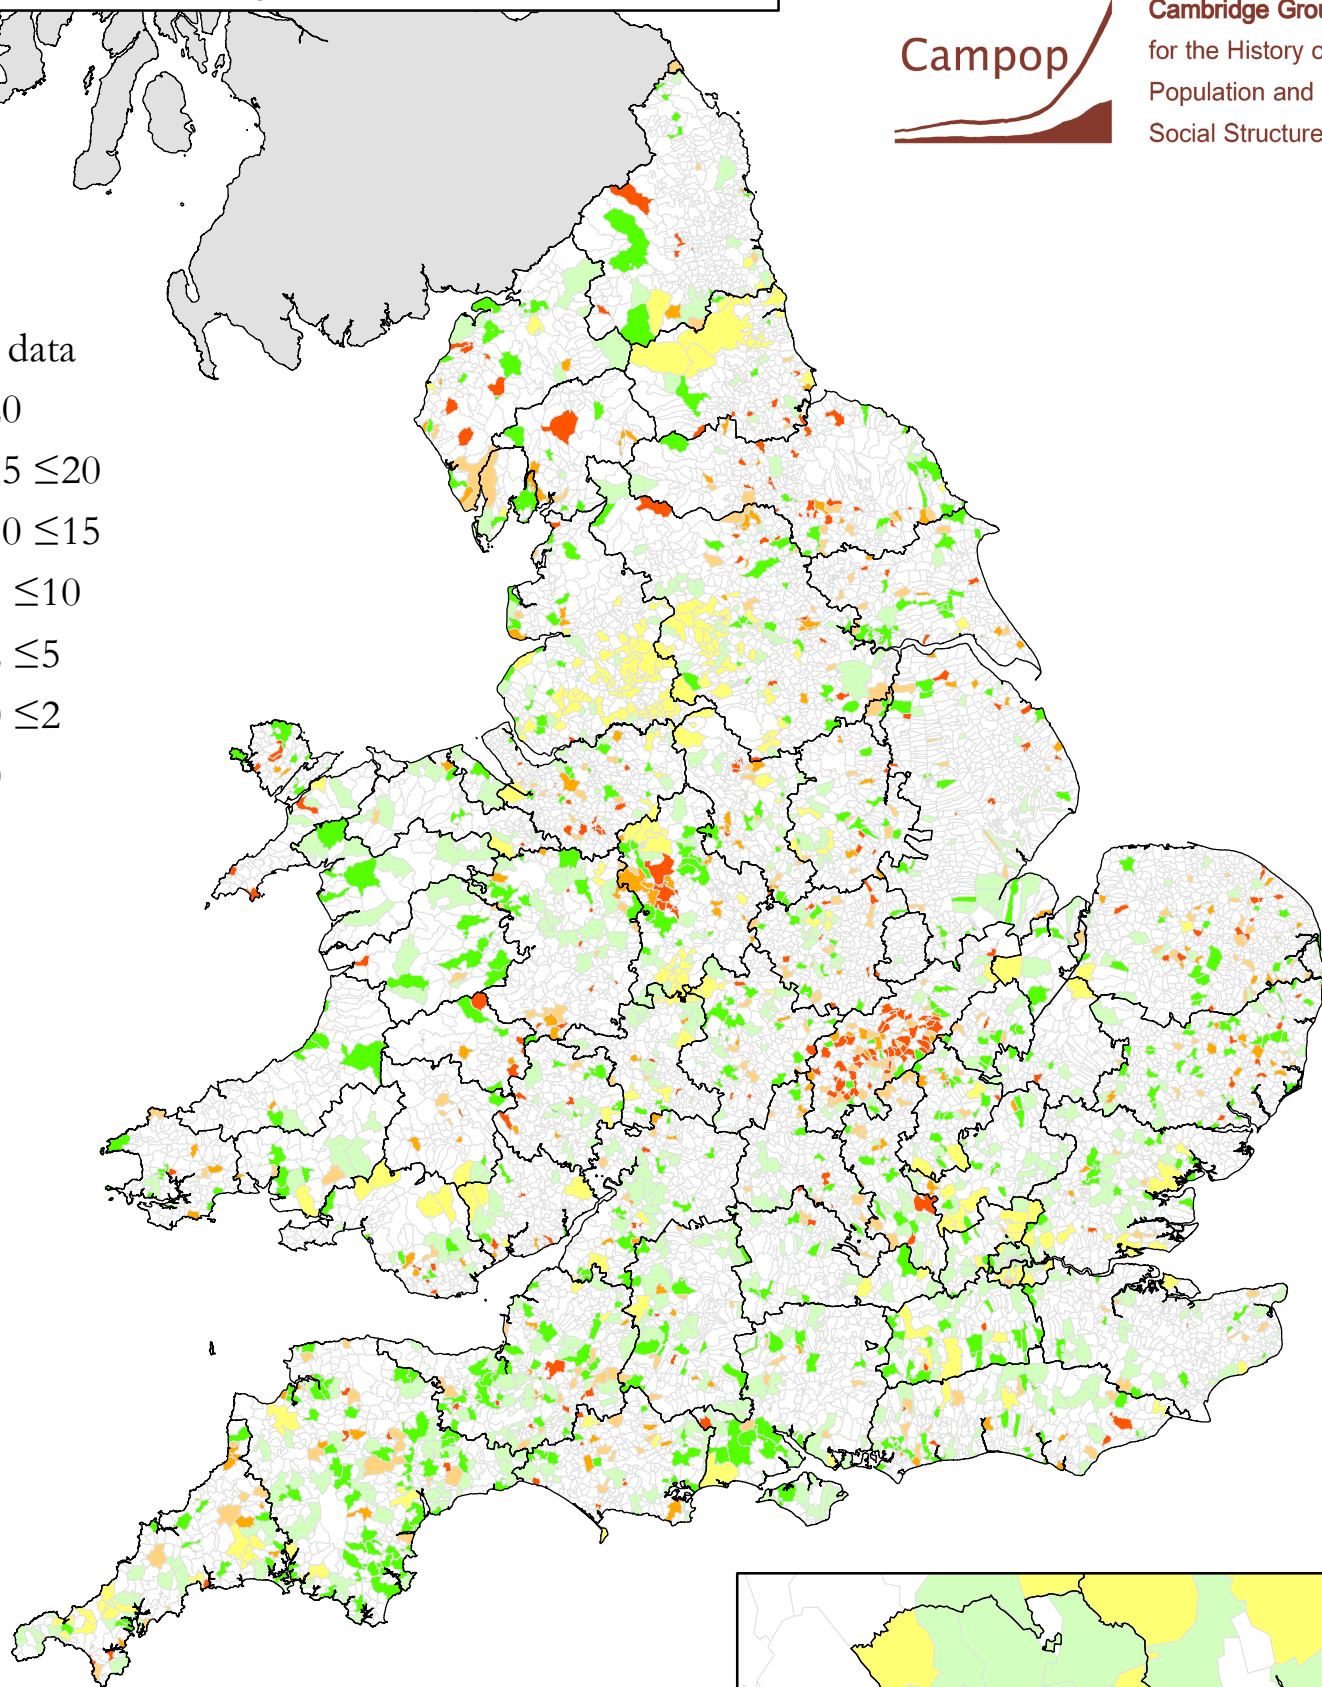 Campop
Cambridge Grou
for the History o
Population and
Social Structure
data
0
5 ≤20
0 ≤15
≤10
≤5
≤2